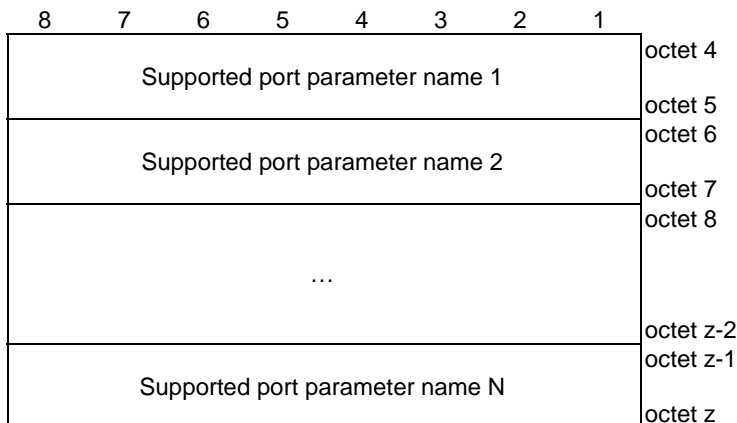 8 7 6 5 4 3 2 1
octet 4
Supported port parameter name 1
octet 5
octet 6
Supported port parameter name 2
octet 7
octet 8
…
octet z-2
octet z-1
Supported port parameter name N
octet z